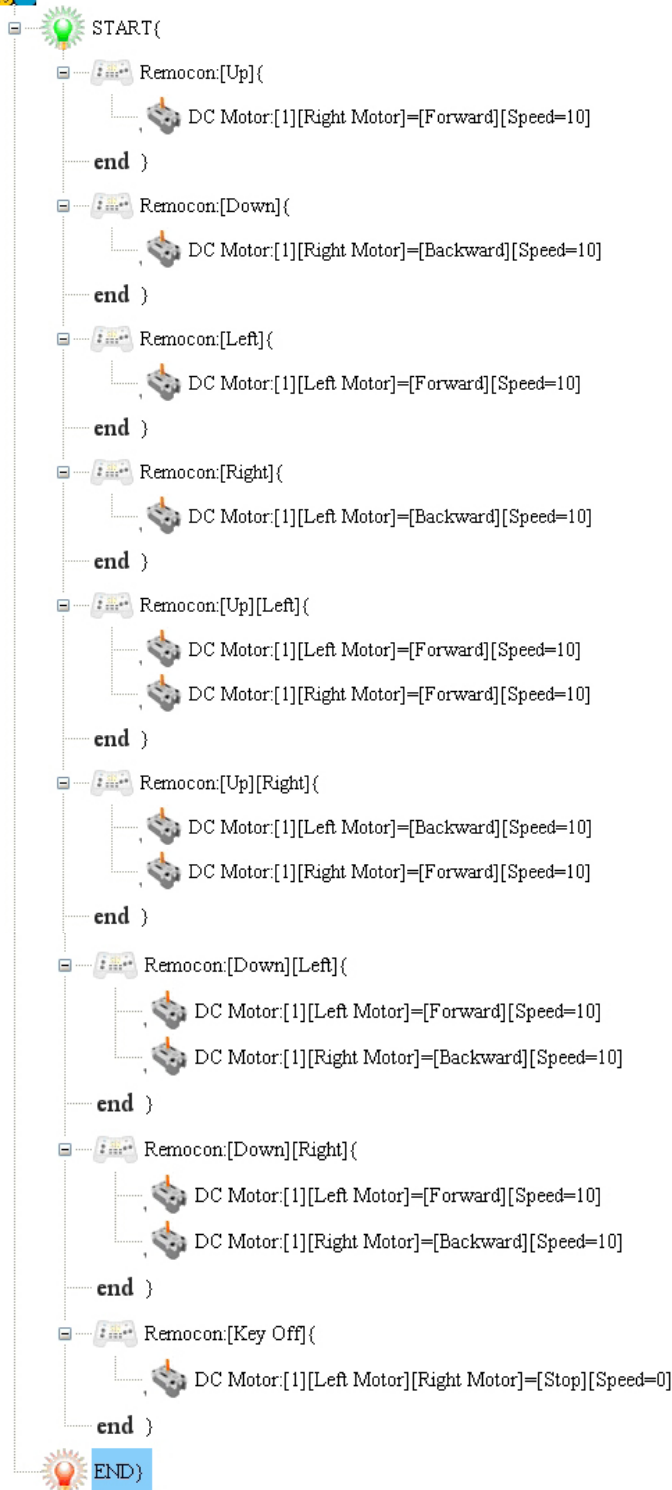 START{
Remocon:[Up]{
DC Motor:[1][Right Motor]=[Forward][Speed=10]
end }
Remocon:[Down]{
DC Motor:[1][Right Motor]=[Backward][Speed=10]
end }
Remocon:[Left]{
DC Motor:[1][Left Motor]=[Forward][Speed=10]
end }
Remocon:[Right]{
DC Motor:[1][Left Motor]=[Backward][Speed=10]
end }
Remocon:[Up][Left]{
DC Motor:[1][Left Motor]=[Forward][Speed=10]
DC Motor:[1][Right Motor]=[Forward][Speed=10]
end }
Remocon:[Up][Right]{
DC Motor:[1][Left Motor]=[Backward][Speed=10]
DC Motor:[1][Right Motor]=[Forward][Speed=10]
end }
Remocon:[Down][Left]{
DC Motor:[1][Left Motor]=[Forward][Speed=10]
DC Motor:[1][Right Motor]=[Backward][Speed=10]
end }
Remocon:[Down][Right]{
DC Motor:[1][Left Motor]=[Forward][Speed=10]
DC Motor:[1][Right Motor]=[Backward][Speed=10]
end }
Remocon:[Key Off]{
DC Motor:[1][Left Motor][Right Motor]=[Stop][Speed=0]
end }
END}